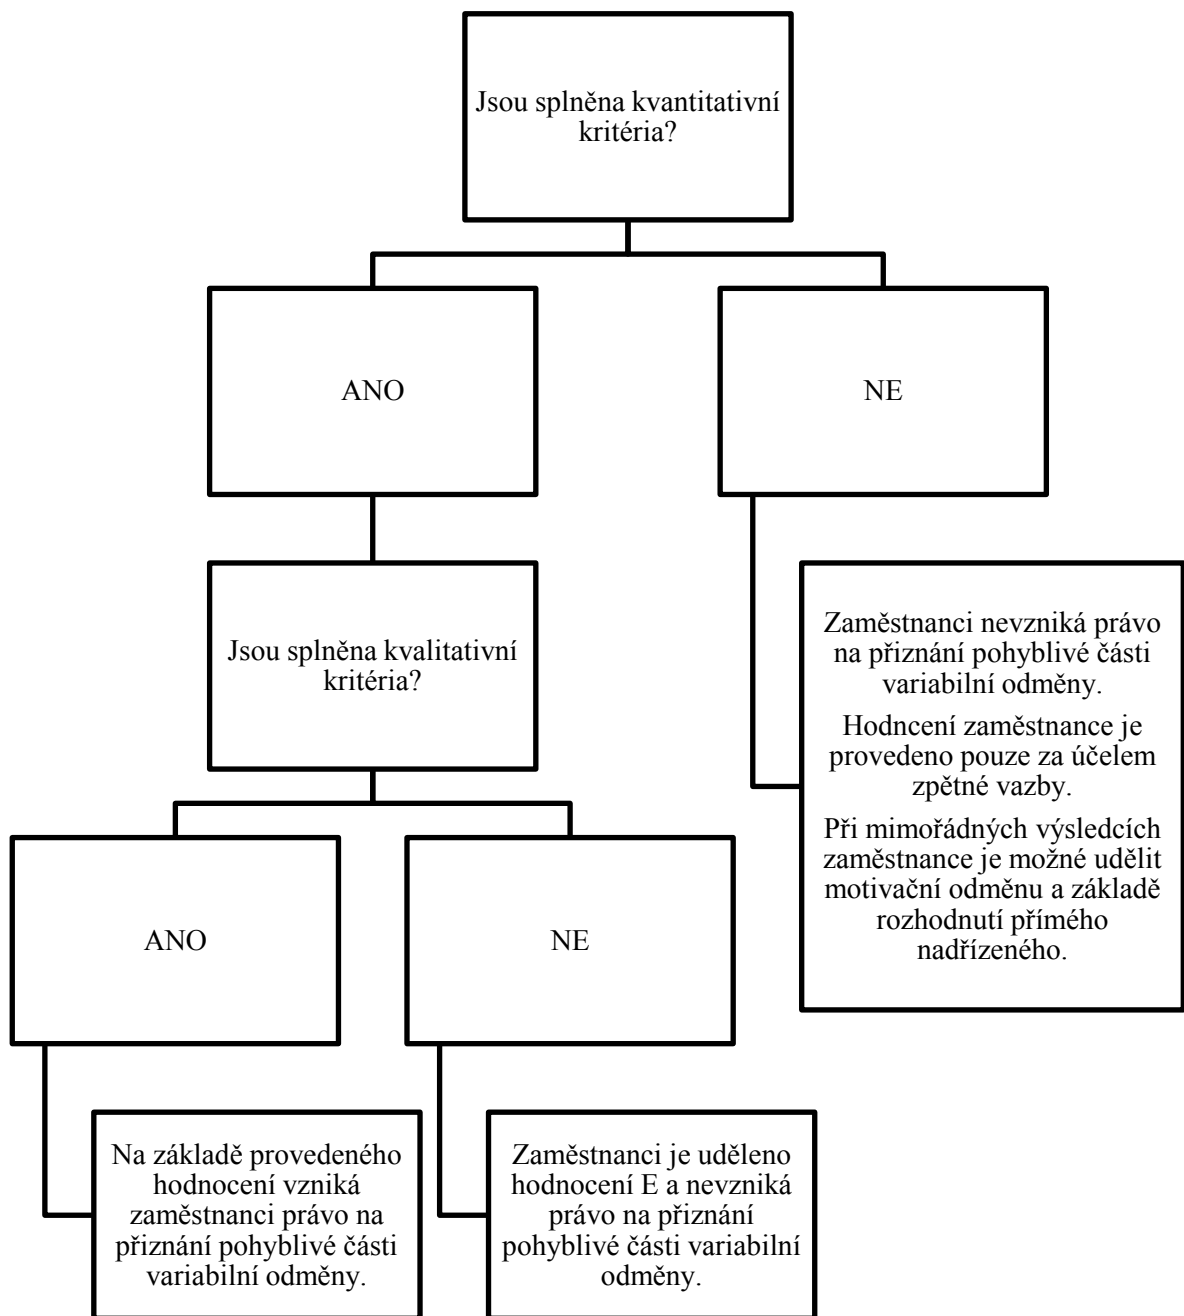 Jsou splněna kvantitativní
kritéria?
ANO
NE
Jsou splněna kvalitativní
kritéria?
Zaměstnanci nevzniká právo
na přiznání pohyblivé části
variabilní odměny.
Hodncení zaměstnance je
provedeno pouze za účelem
zpětné vazby.
Při mimořádných výsledcích
zaměstnance je možné udělit
motivační odměnu a základě
rozhodnutí přímého
nadřízeného.
ANO
NE
Na základě provedeného
hodnocení vzniká
zaměstnanci právo na
přiznání pohyblivé části
variabilní odměny.
Zaměstnanci je uděleno
hodnocení E a nevzniká
právo na přiznání
pohyblivé části variabilní
odměny.